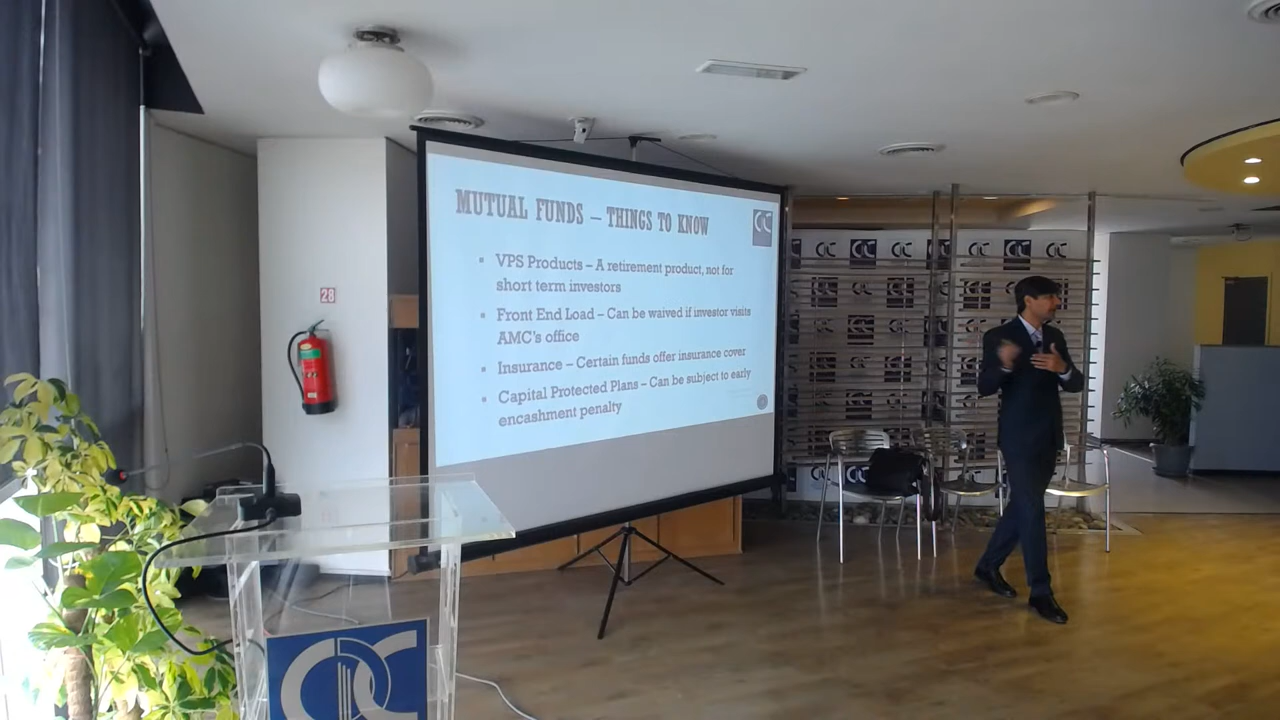 MUTUAL FUNDS – THINGS TO KNOW
▪ VPS Products – A retirement product, not for
short term investors
▪ Front End Load – Can be waived if investor visits
AMC's office
▪ Insurance – Certain funds offer insurance cover
▪ Capital Protected Plans – Can be subject to early
encashment penalty
28